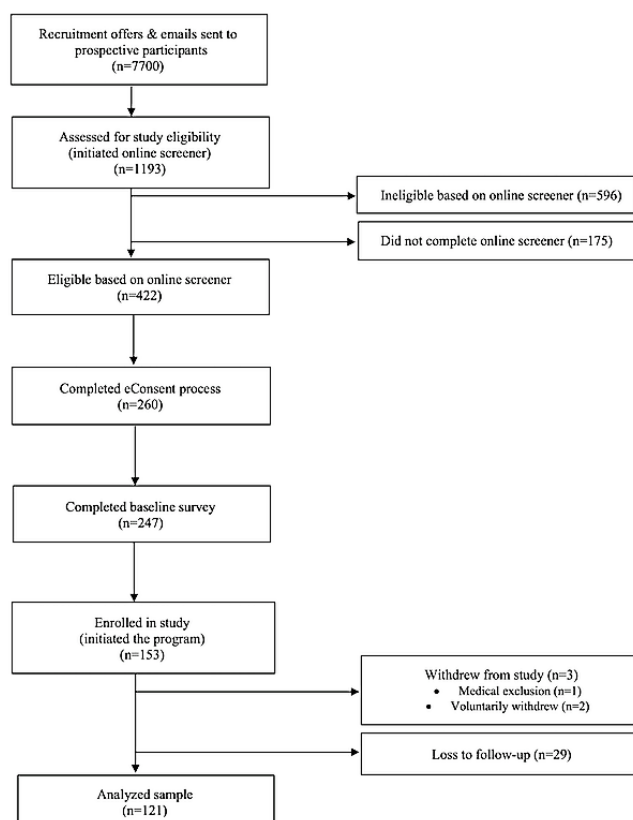 Recruitment offers & emails sent to
prospective participants
(n=7700)
Assessed for study eligibility
(initiated online screener)
(n=1193)
Ineligible based on online screener (n=596)
Did not complete online screener (n=175)
Eligible based on online screener
(n=422)
Completed eConsent process
(n=260)
Completed baseline survey
(n=247)
Enrolled in study
(initiated the program)
(n=153)
Withdrew from study (n=3)
• Medical exclusion (n=1)
• Voluntarily withdrew (n=2)
Loss to follow-up (n=29)
Analyzed sample
(n=121)